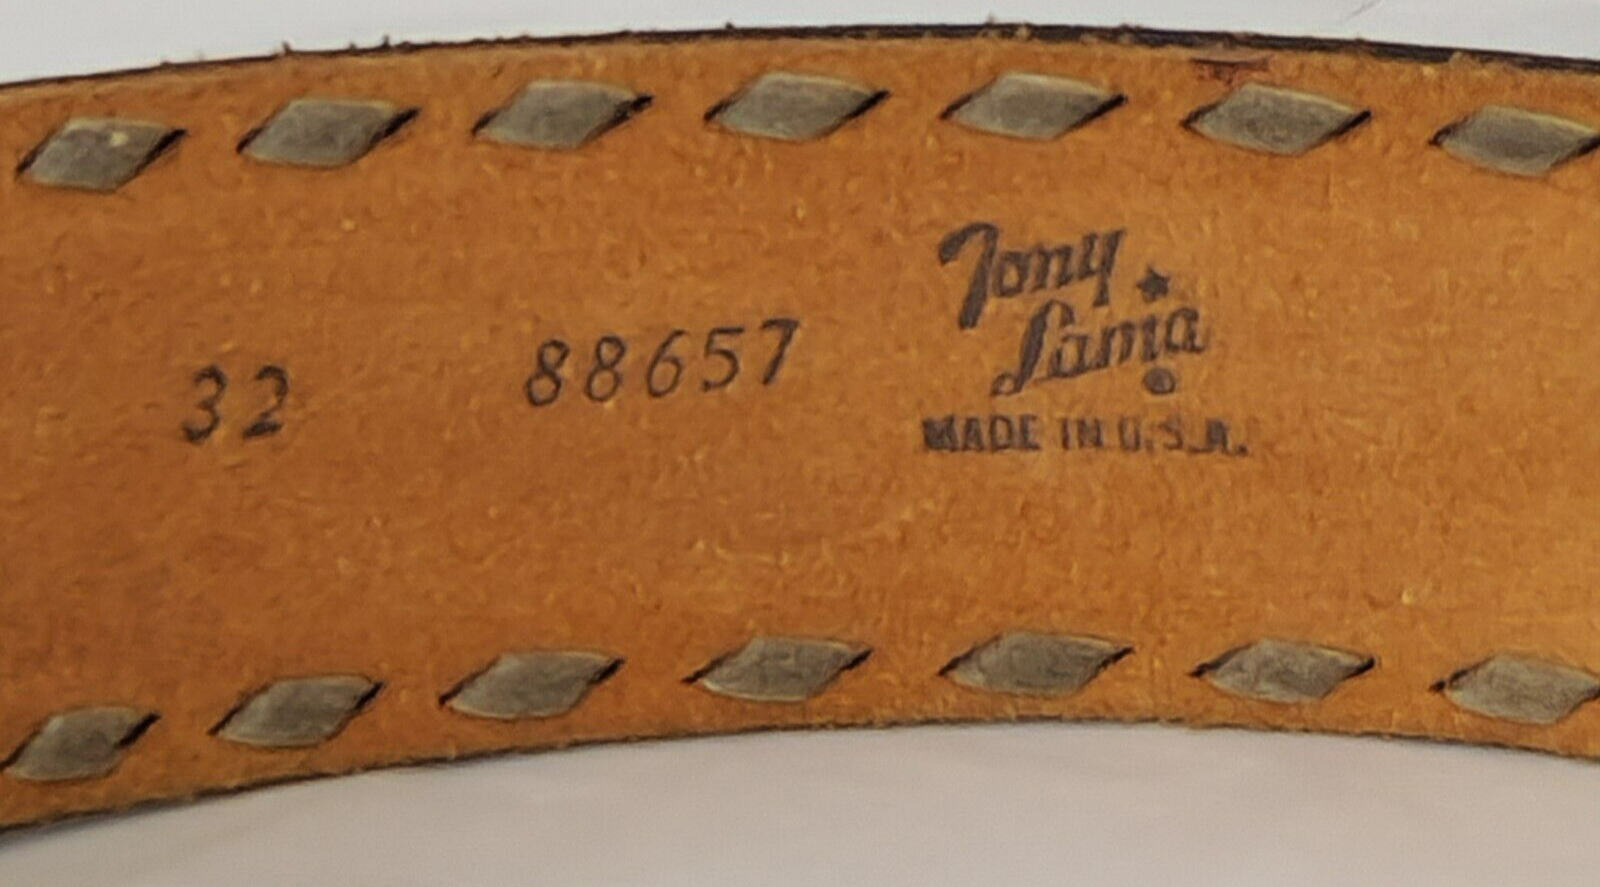 32 88657
Tony
Lama
MADE IN U.S.A.